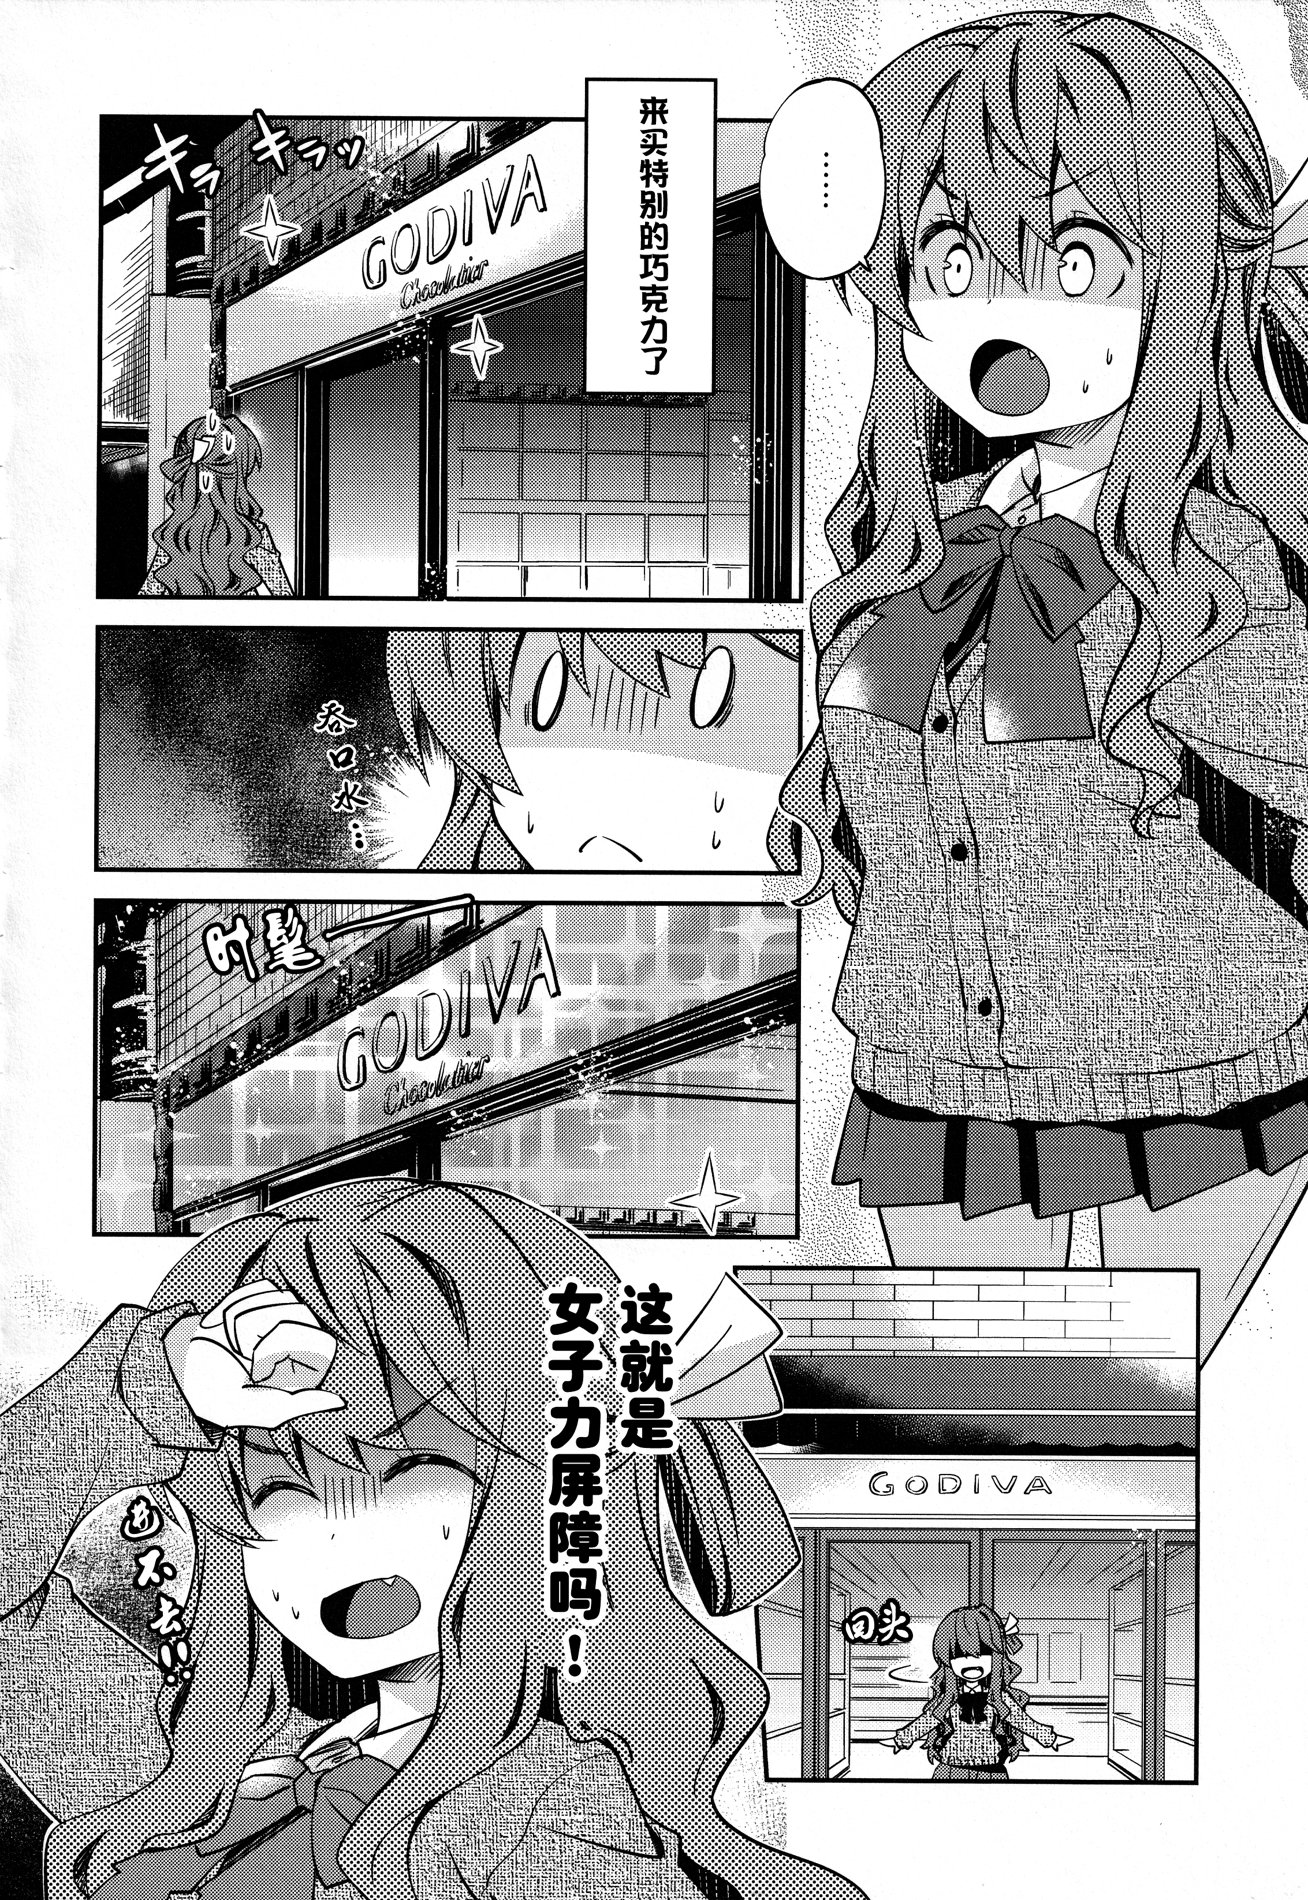 ……
来买特别的巧克力了
キラ キラッ
GODIVA
Chocolatier
吞口水…
时髦
GODIVA
Chocolatier
GODIVA
回头
这就是
女子力屏障吗！
进不去!!